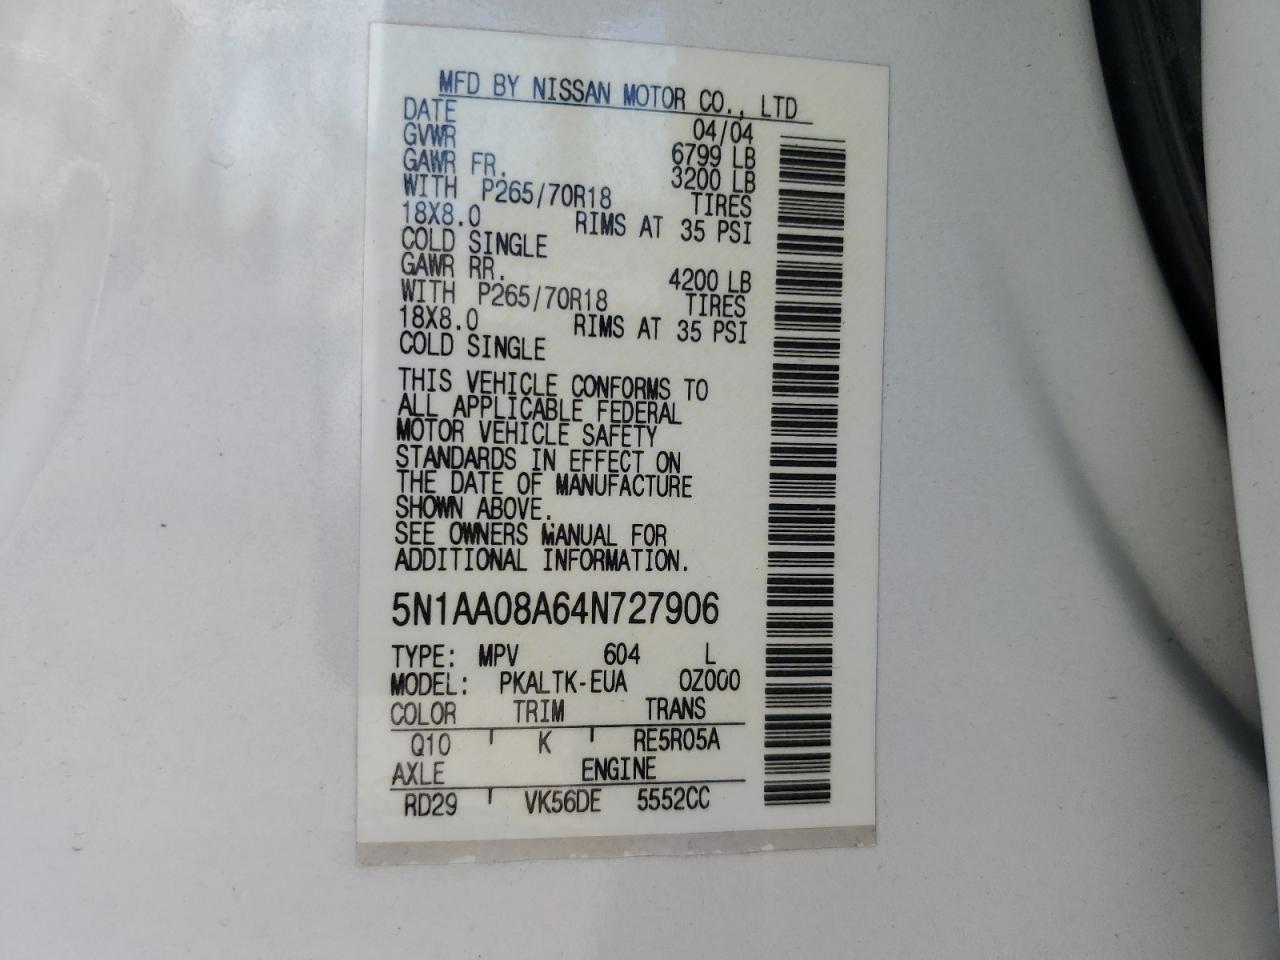 MFD BY NISSAN MOTOR CO., LTD
DATE 04/04
GVWR 6799 LB
GAWR FR. 3200 LB
WITH P265/70R18 TIRES
18X8.0 RIMS AT 35 PSI
COLD SINGLE
GAWR RR. 4200 LB
WITH P265/70R18 TIRES
18X8.0 RIMS AT 35 PSI
COLD SINGLE
THIS VEHICLE CONFORMS TO
ALL APPLICABLE FEDERAL
MOTOR VEHICLE SAFETY
STANDARDS IN EFFECT ON
THE DATE OF MANUFACTURE
SHOWN ABOVE.
SEE OWNERS MANUAL FOR
ADDITIONAL INFORMATION.
5N1AA08A64N727906
TYPE: MPV 604 L
MODEL: PKALTK-EUA 0Z000
COLOR TRIM TRANS
Q10 K RE5R05A
AXLE ENGINE
RD29 VK56DE 5552CC